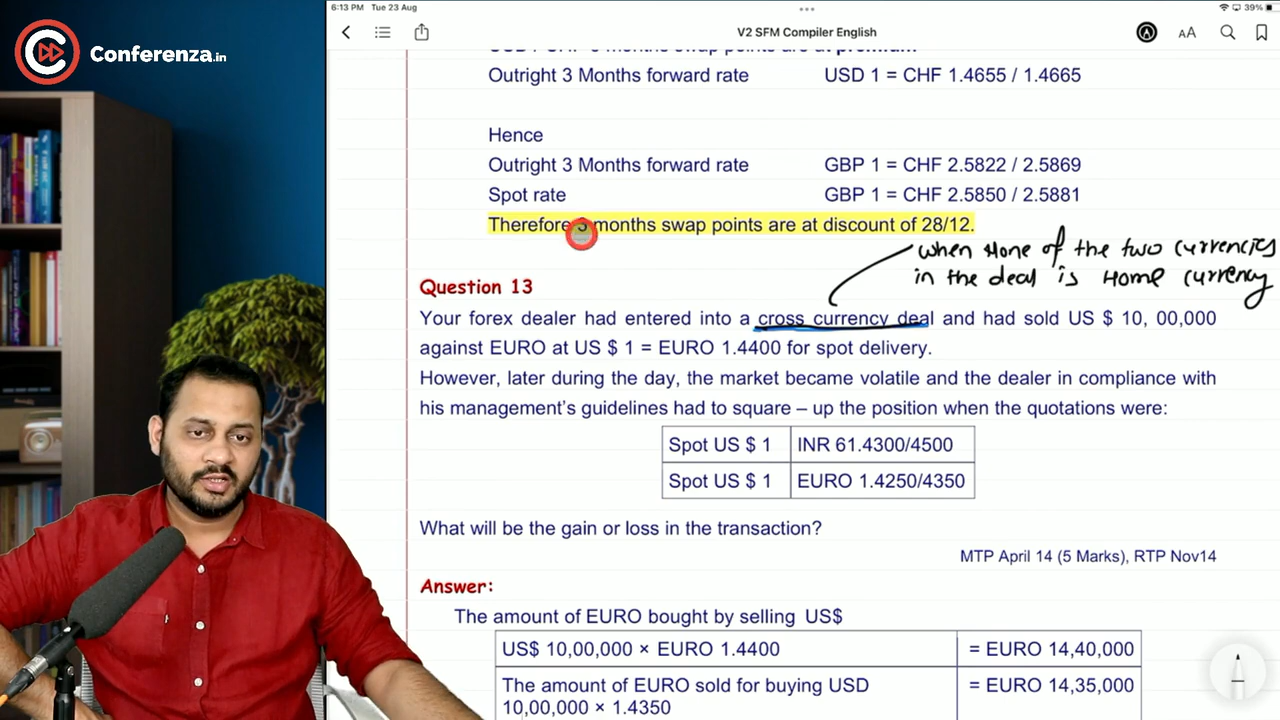 6:13 PM Tue 23 Aug
39%
Conferenza.in
V2 SFM Compiler English
AA
Outright 3 Months forward rate USD 1 = CHF 1.4655 / 1.4665
Hence
Outright 3 Months forward rate GBP 1 = CHF 2.5822 / 2.5869
Spot rate GBP 1 = CHF 2.5850 / 2.5881
Therefore 3 months swap points are at discount of 28/12.
when None of the two currencies
in the deal is Home currency
Question 13
Your forex dealer had entered into a cross currency deal and had sold US $ 10, 00,000
against EURO at US $ 1 = EURO 1.4400 for spot delivery.
However, later during the day, the market became volatile and the dealer in compliance with
his management's guidelines had to square – up the position when the quotations were:
Spot US $ 1 INR 61.4300/4500
Spot US $ 1 EURO 1.4250/4350
What will be the gain or loss in the transaction?
MTP April 14 (5 Marks), RTP Nov14
Answer:
The amount of EURO bought by selling US$
US$ 10,00,000 × EURO 1.4400 = EURO 14,40,000
The amount of EURO sold for buying USD = EURO 14,35,000
10,00,000 × 1.4350